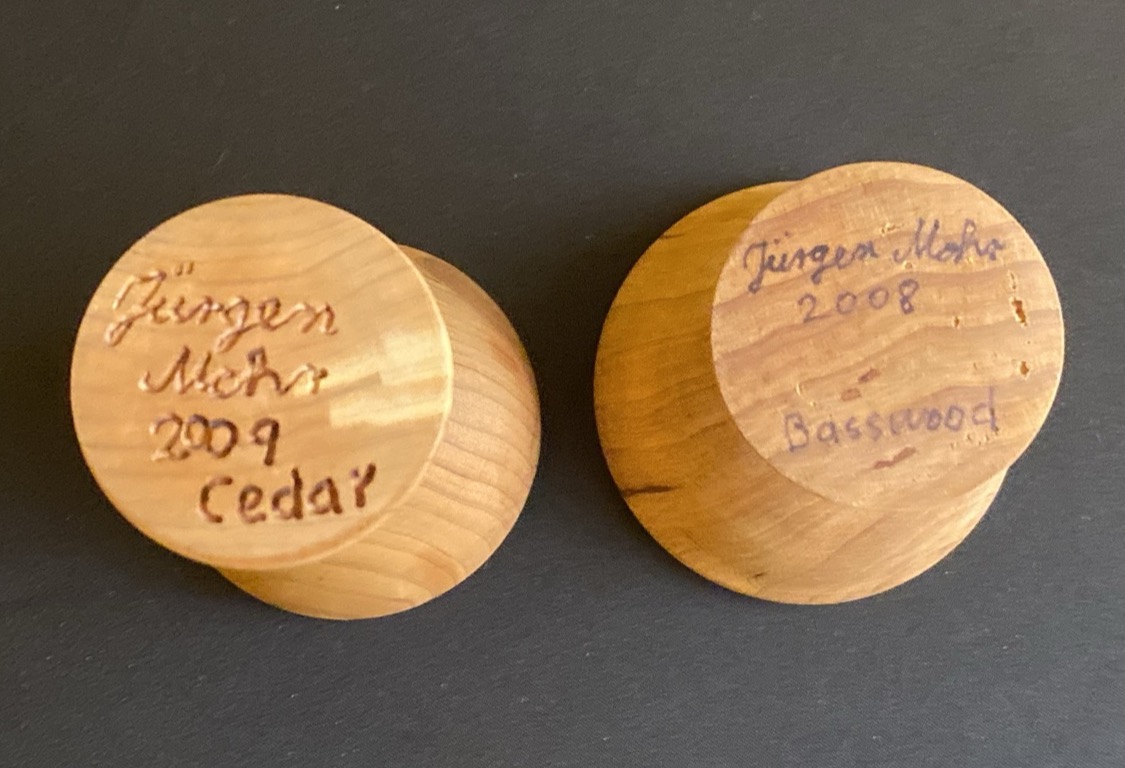 Jürgen
Mohr
2009
Cedar
Jürgen Mohr
2008
Basswood